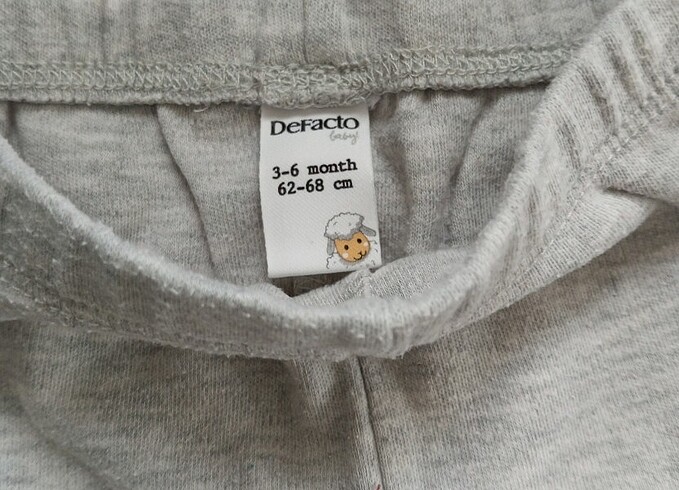 DeFacto
baby!
3-6 month
62-68 cm